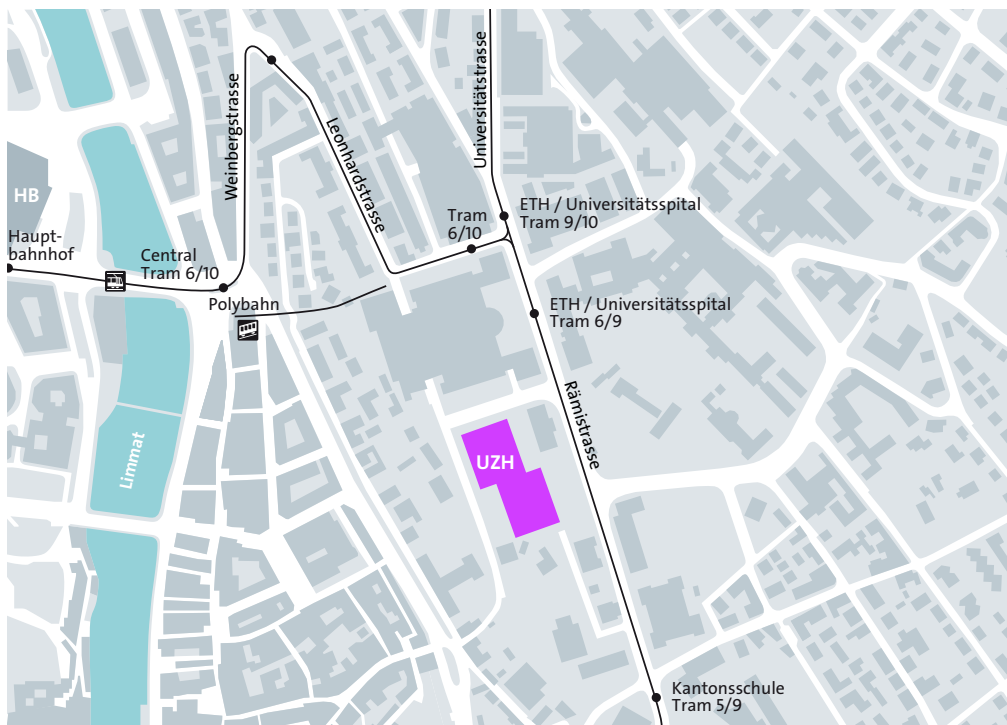 Weinbergstrasse
Leonhardstrasse
Universitätstrasse
HB
Haupt-
bahnhof
Central
Tram 6/10
Polybahn
Tram
6/10
ETH / Universitätsspital
Tram 9/10
ETH / Universitätsspital
Tram 6/9
Rämistrasse
Limmat
UZH
Kantonsschule
Tram 5/9